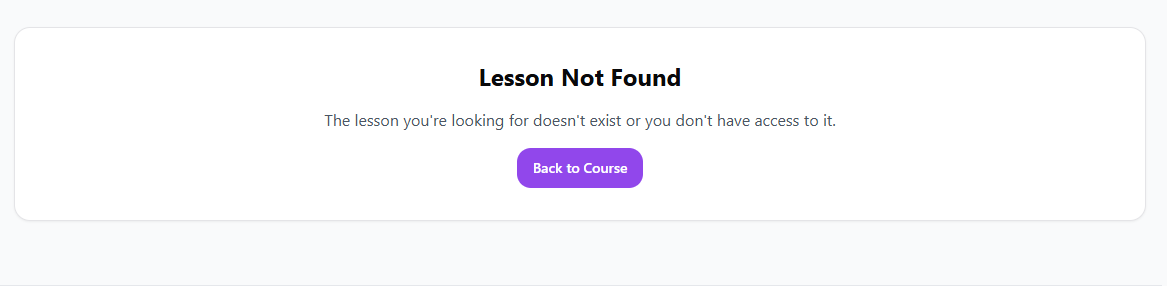 Lesson Not Found
The lesson you're looking for doesn't exist or you don't have access to it.
Back to Course